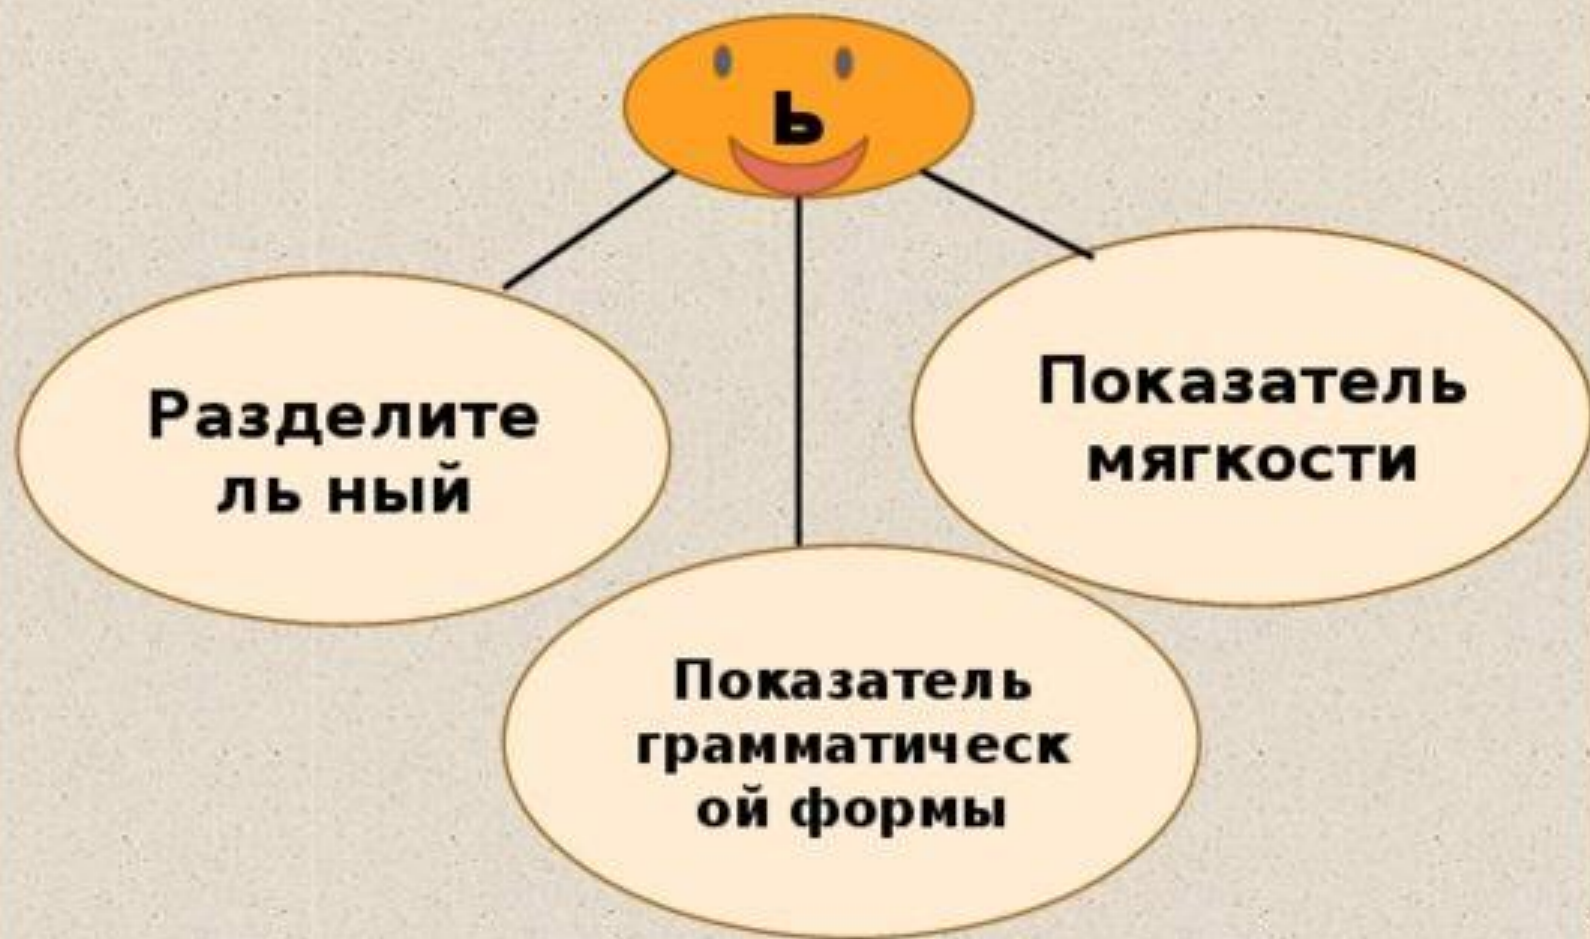 ь
Разделите
ль ный
Показатель
мягкости
Показатель
грамматическ
ой формы